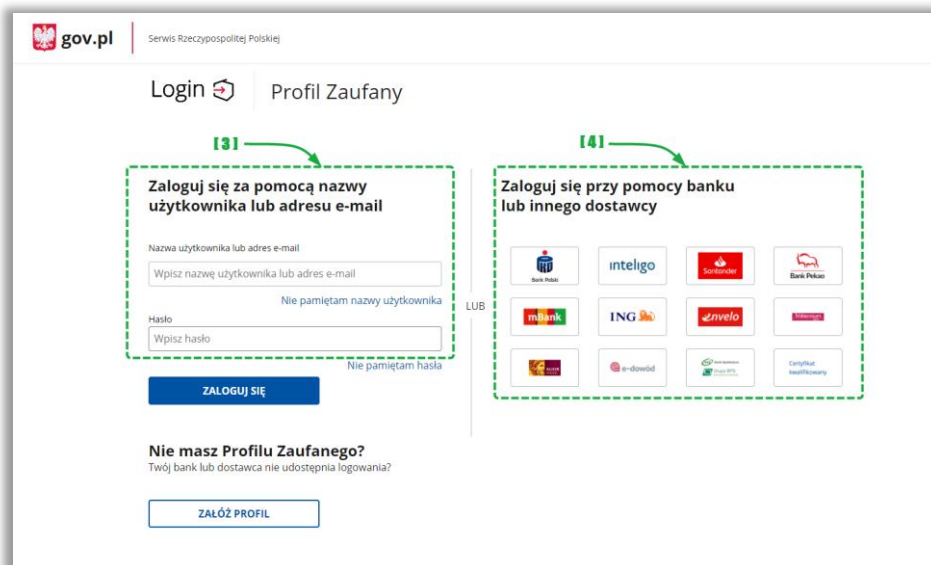 gov.pl
Serwis Rzeczypospolitej Polskiej
Login
Profil Zaufany
[3]
Zaloguj się za pomocą nazwy
użytkownika lub adresu e-mail
Nazwa użytkownika lub adres e-mail
Wpisz nazwę użytkownika lub adres e-mail
Nie pamiętam nazwy użytkownika
Hasło
Wpisz hasło
Nie pamiętam hasła
ZALOGUJ SIĘ
LUB
[4]
Zaloguj się przy pomocy banku
lub innego dostawcy
Bank Polski
inteligo
Santander
Bank Pekao
mBank
ING
envelo
Millennium
e-dowód
Grupa BPS
Certyfikat
kwalifikowany
Nie masz Profilu Zaufanego?
Twój bank lub dostawca nie udostępnia logowania?
ZAŁÓŻ PROFIL